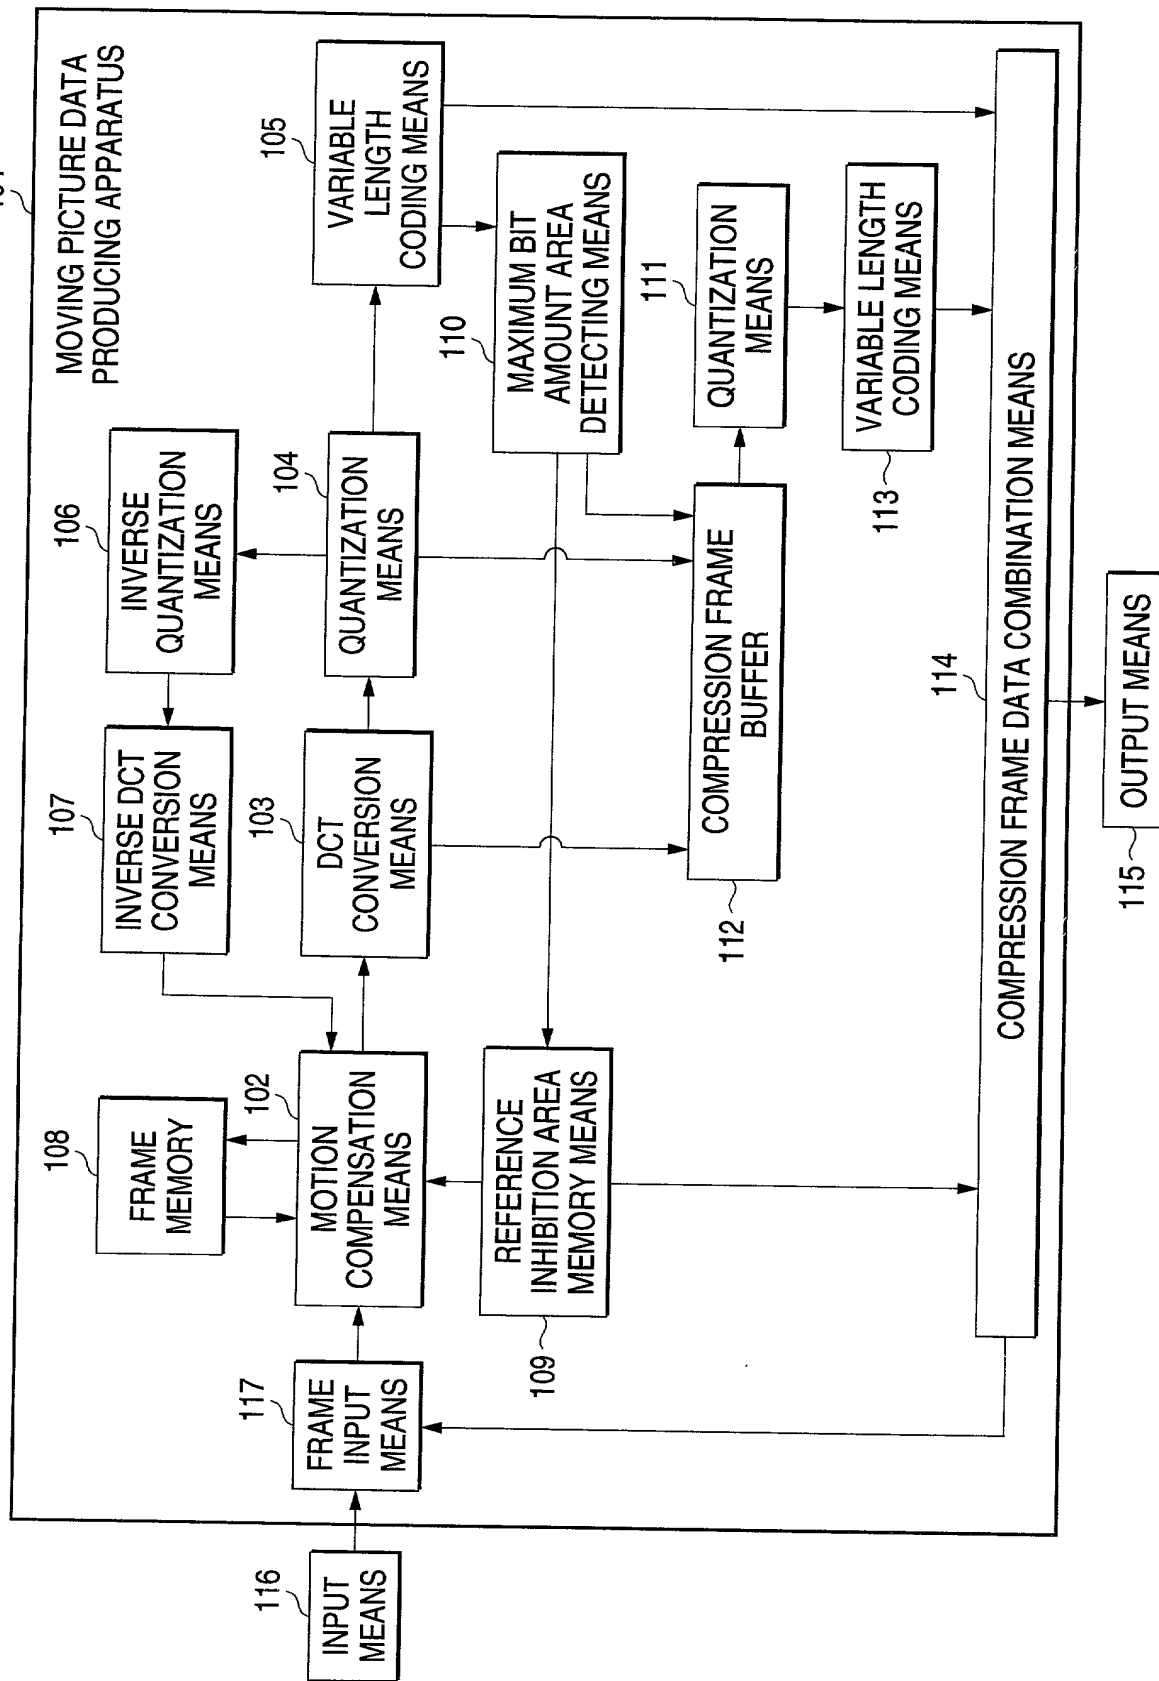 MOVING PICTURE DATA
PRODUCING APPARATUS
108
FRAME
MEMORY
107
INVERSE DCT
CONVERSION
MEANS
106
INVERSE
QUANTIZATION
MEANS
116
INPUT
MEANS
117
FRAME
INPUT
MEANS
102
MOTION
COMPENSATION
MEANS
103
DCT
CONVERSION
MEANS
104
QUANTIZATION
MEANS
105
VARIABLE
LENGTH
CODING MEANS
109
REFERENCE
INHIBITION AREA
MEMORY MEANS
110
MAXIMUM BIT
AMOUNT AREA
DETECTING MEANS
112
COMPRESSION FRAME
BUFFER
111
QUANTIZATION
MEANS
113
VARIABLE LENGTH
CODING MEANS
114
COMPRESSION FRAME DATA COMBINATION MEANS
115
OUTPUT MEANS